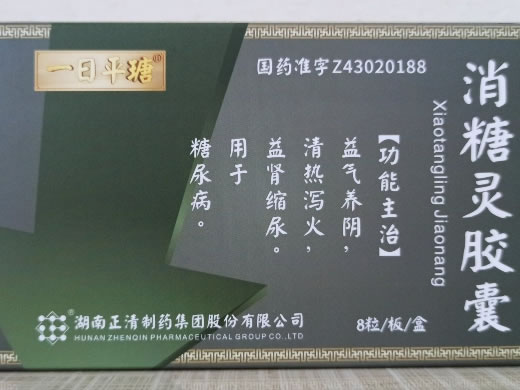 一日平瑭
国药准字Z43020188
消糖灵胶囊
Xiaotangling Jiaonang
【功能主治】
益气养阴，
清热泻火，
益肾缩尿。
用于
糖尿病。
湖南正清制药集团股份有限公司
HUNAN ZHENQIN PHARMACEUTICAL GROUP CO.,LTD
8粒/板/盒